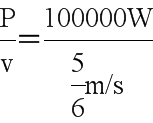 P/v = 100000W / (5/6 m/s)